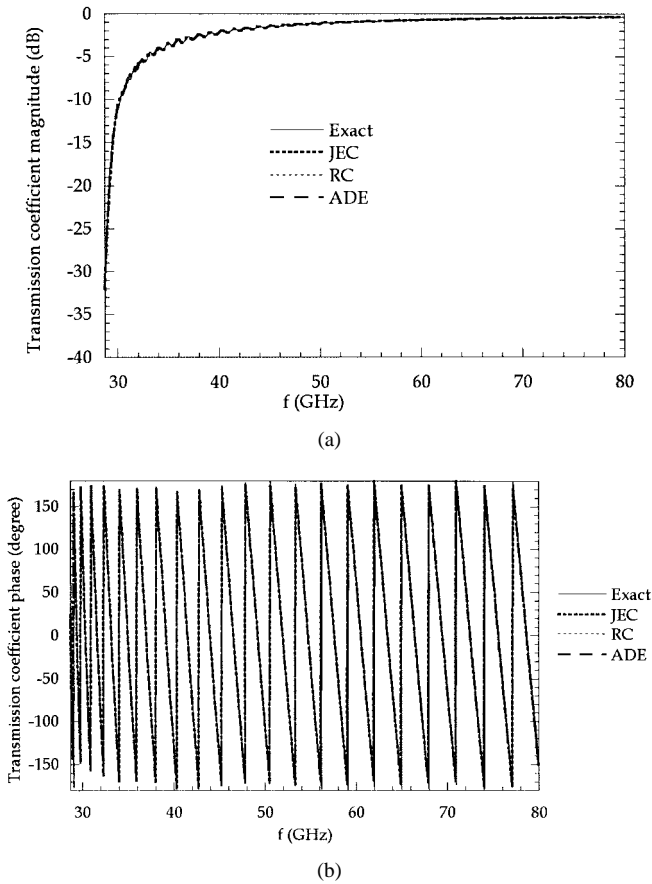 Transmission coefficient magnitude (dB)
0
-5
-10
-15
-20
-25
-30
-35
-40
Exact
JEC
RC
ADE
30
40
50
60
70
80
f (GHz)
(a)
Transmission coefficient phase (degree)
150
100
50
0
-50
-100
-150
Exact
JEC
RC
ADE
30
40
50
60
70
80
f (GHz)
(b)